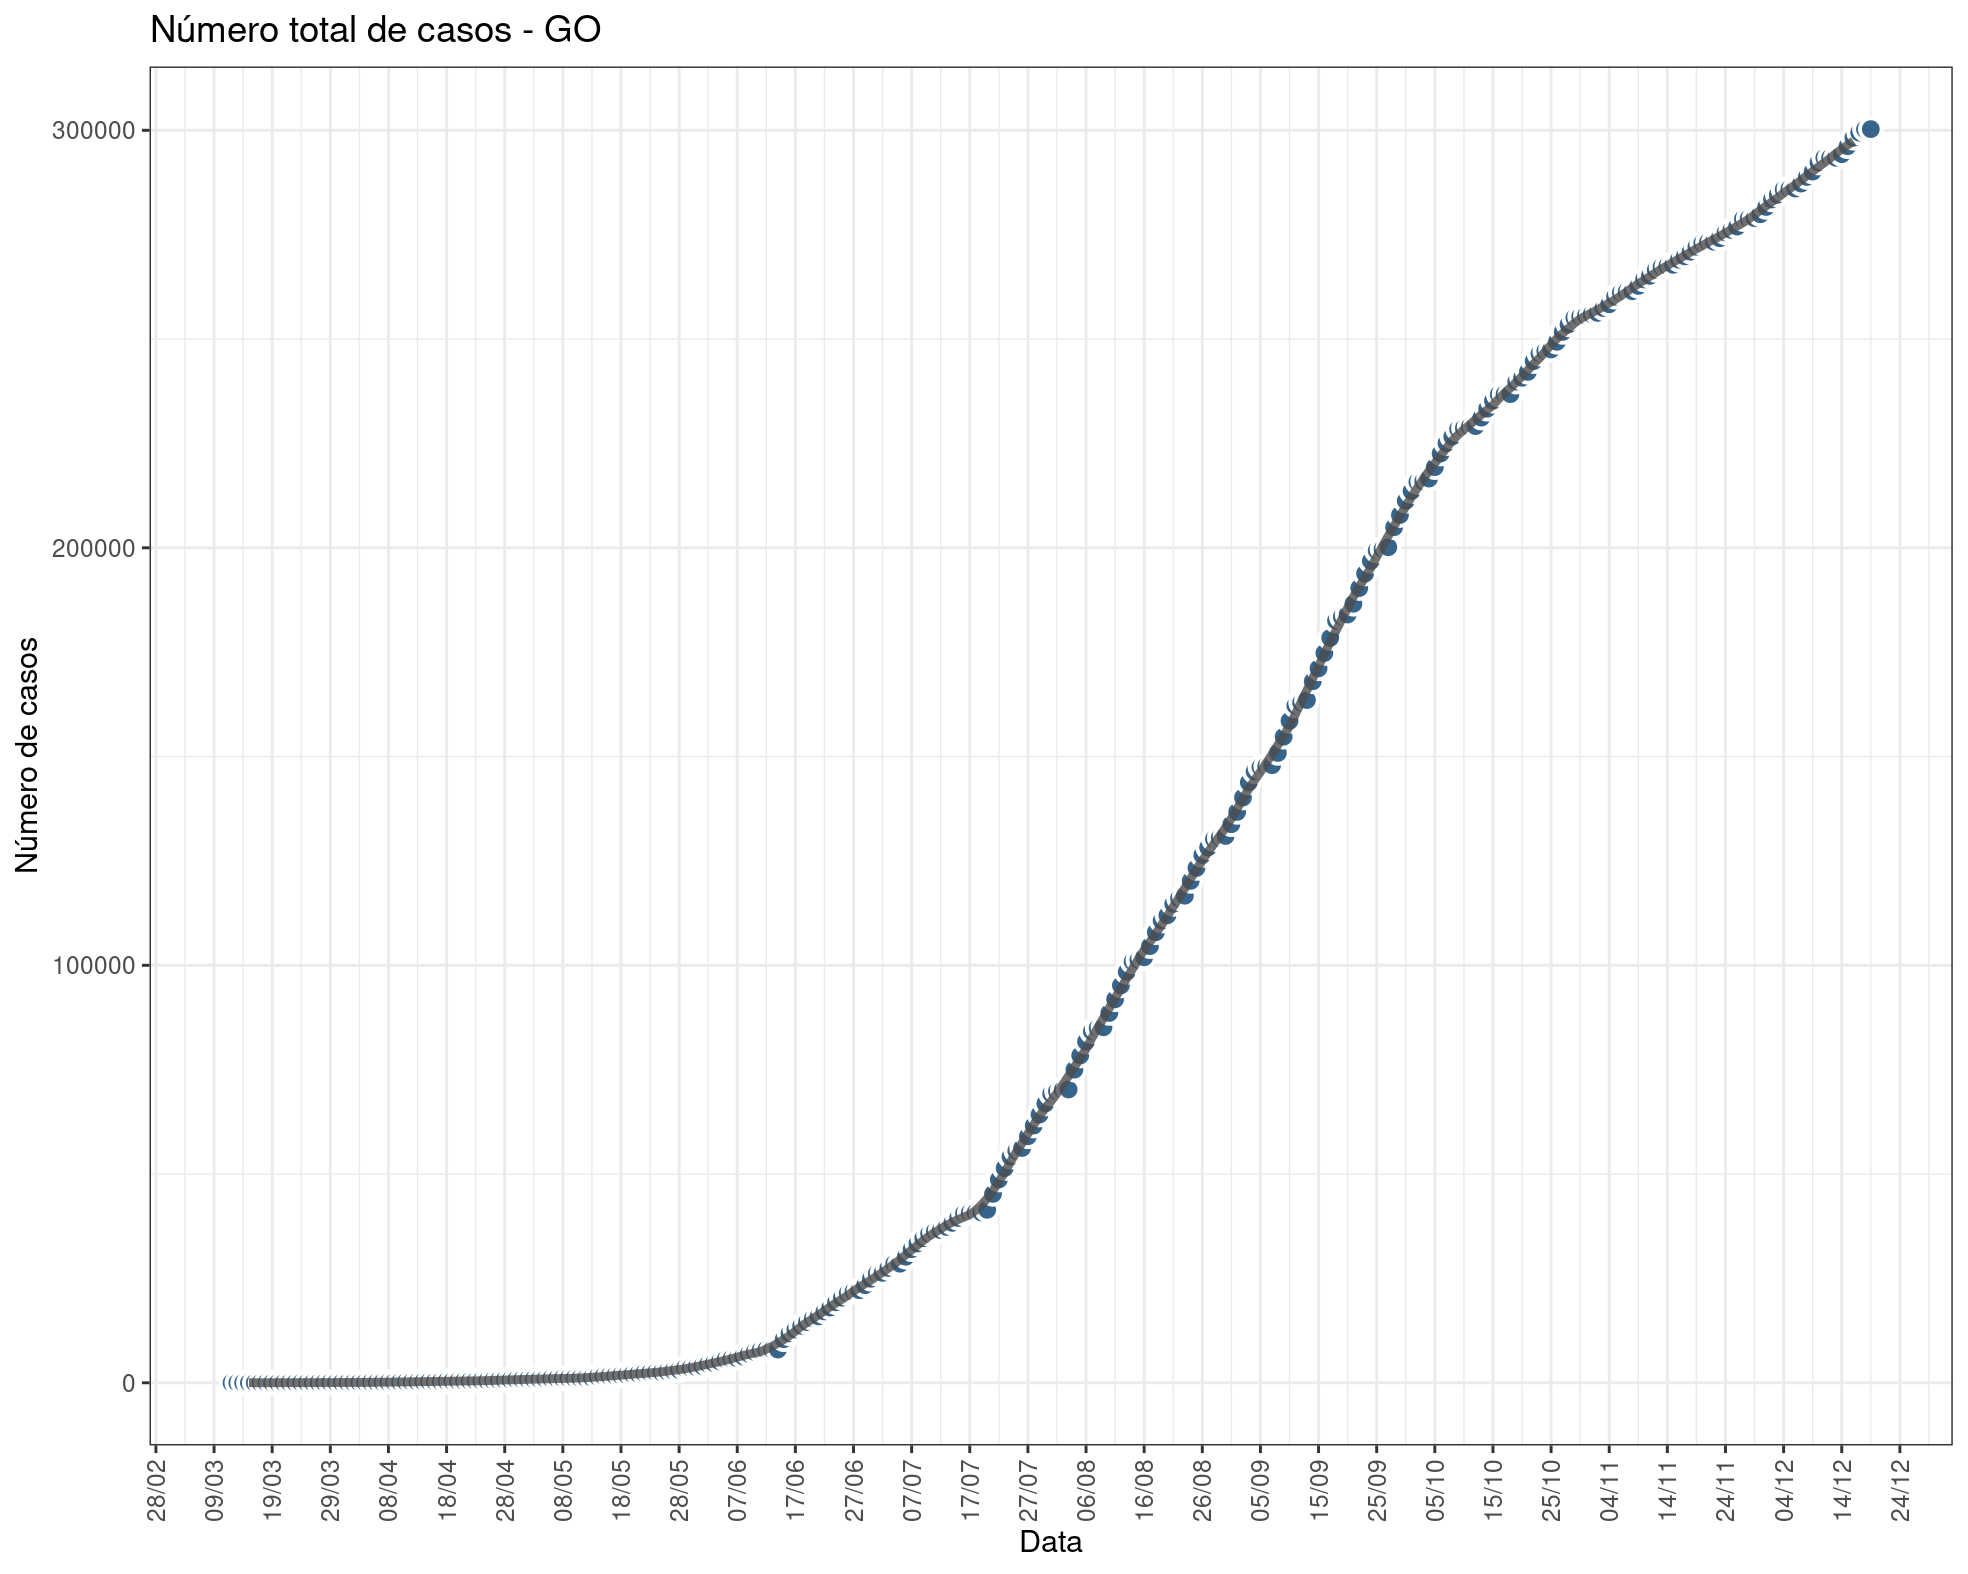 Número total de casos - GO
300000
200000
100000
0
Número de casos
28/02 09/03 19/03 29/03 08/04 18/04 28/04 08/05 18/05 28/05 07/06 17/06 27/06 07/07 17/07 27/07 06/08 16/08 26/08 05/09 15/09 25/09 05/10 15/10 25/10 04/11 14/11 24/11 04/12 14/12 24/12
Data